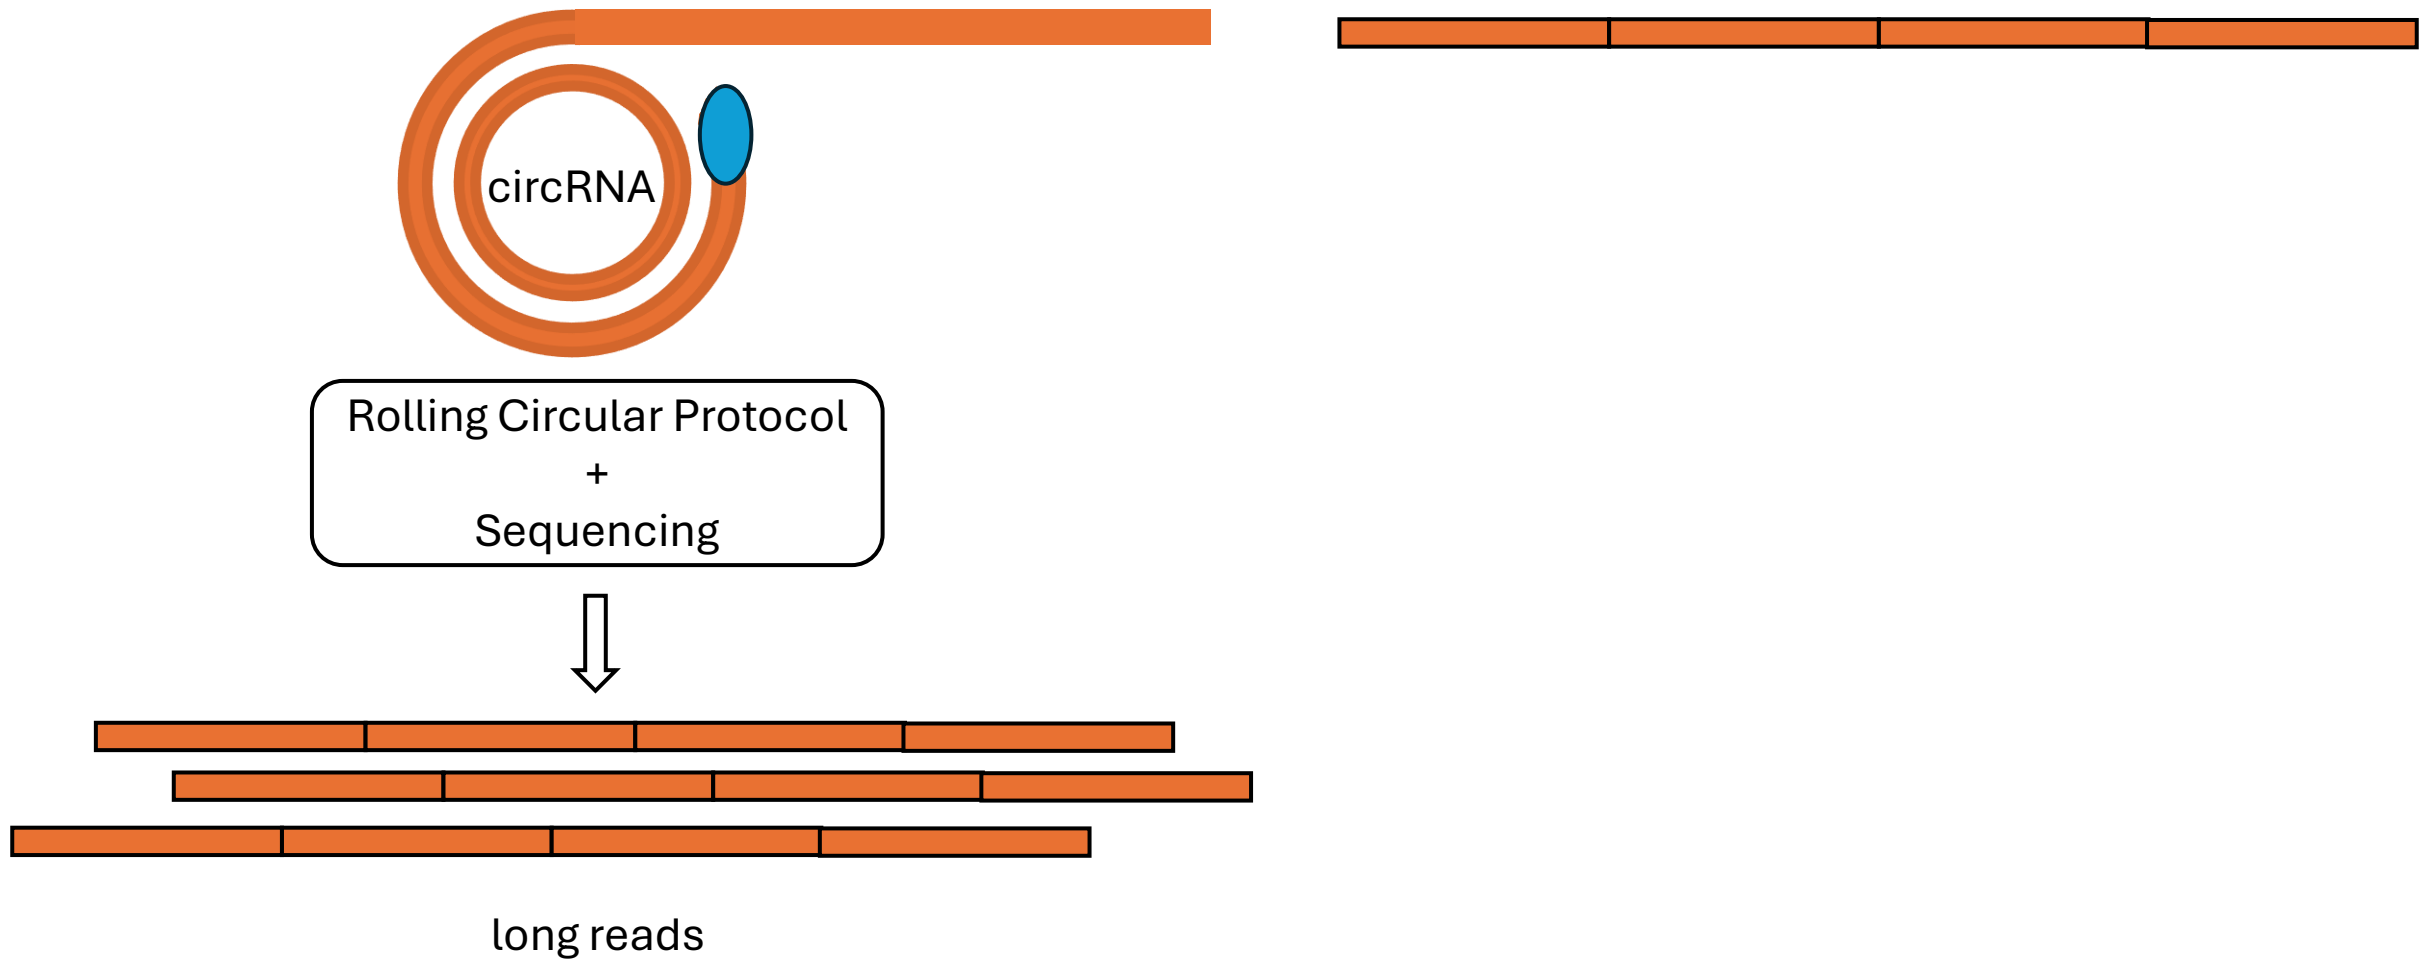 circRNA
Rolling Circular Protocol
+
Sequencing
long reads